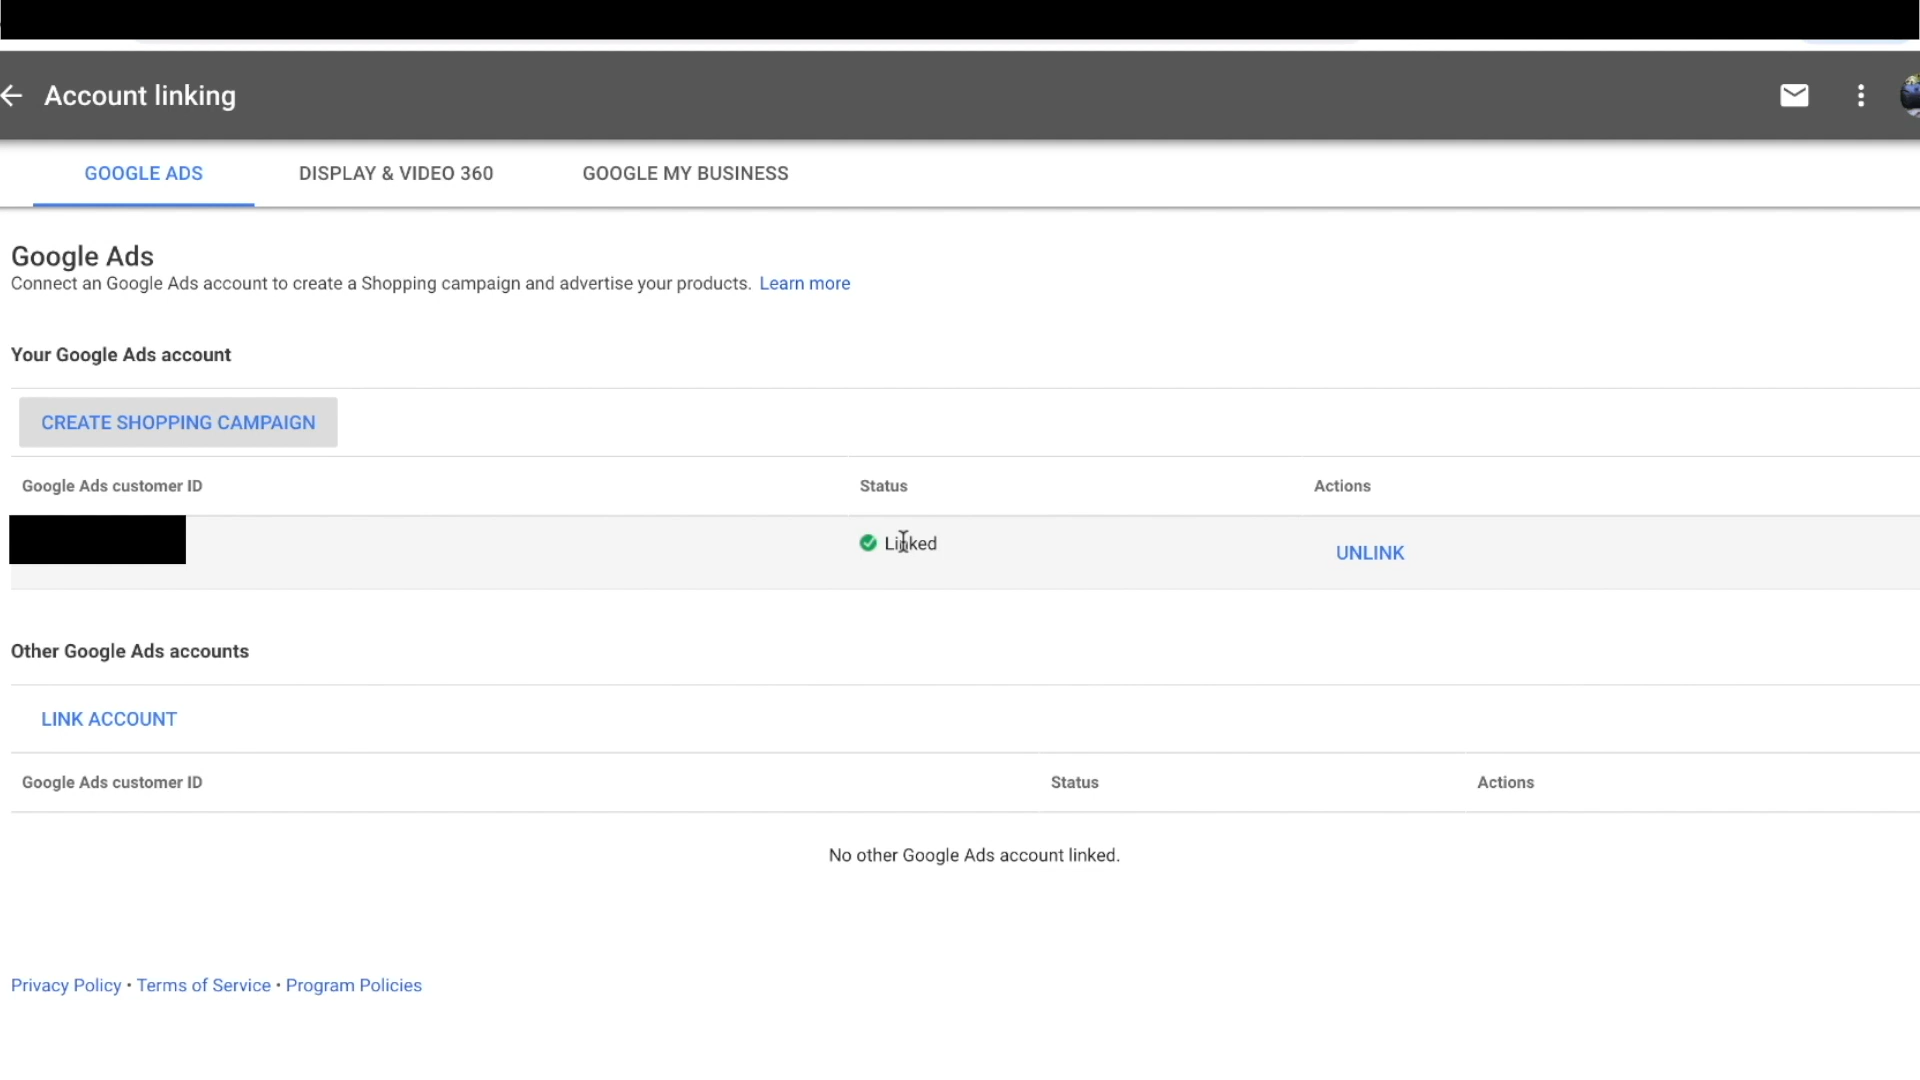 Account linking
GOOGLE ADS
DISPLAY & VIDEO 360
GOOGLE MY BUSINESS
Google Ads
Connect an Google Ads account to create a Shopping campaign and advertise your products. Learn more
Your Google Ads account
CREATE SHOPPING CAMPAIGN
Google Ads customer ID
Status
Actions
Linked
UNLINK
Other Google Ads accounts
LINK ACCOUNT
Google Ads customer ID
Status
Actions
No other Google Ads account linked.
Privacy Policy • Terms of Service • Program Policies